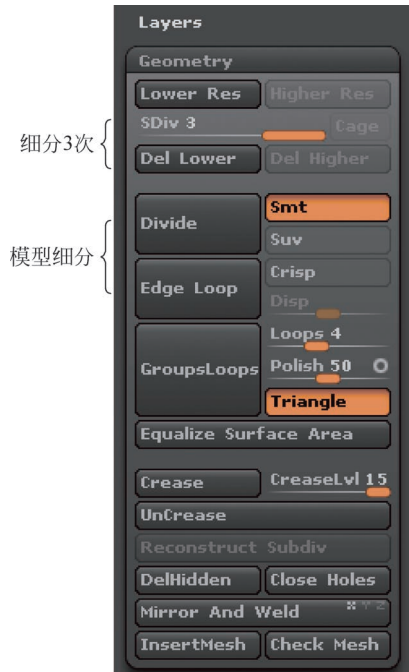 Layers
Geometry
Lower Res Higher Res
细分3次
SDiv 3 Cage
Del Lower Del Higher
模型细分
Divide
Smt
Suv
Edge Loop
Crisp
Disp
GroupsLoops
Loops 4
Polish 50
Triangle
Equalize Surface Area
Crease CreaseLvl 15
UnCrease
Reconstruct Subdiv
DelHidden Close Holes
Mirror And Weld X Y Z
InsertMesh Check Mesh